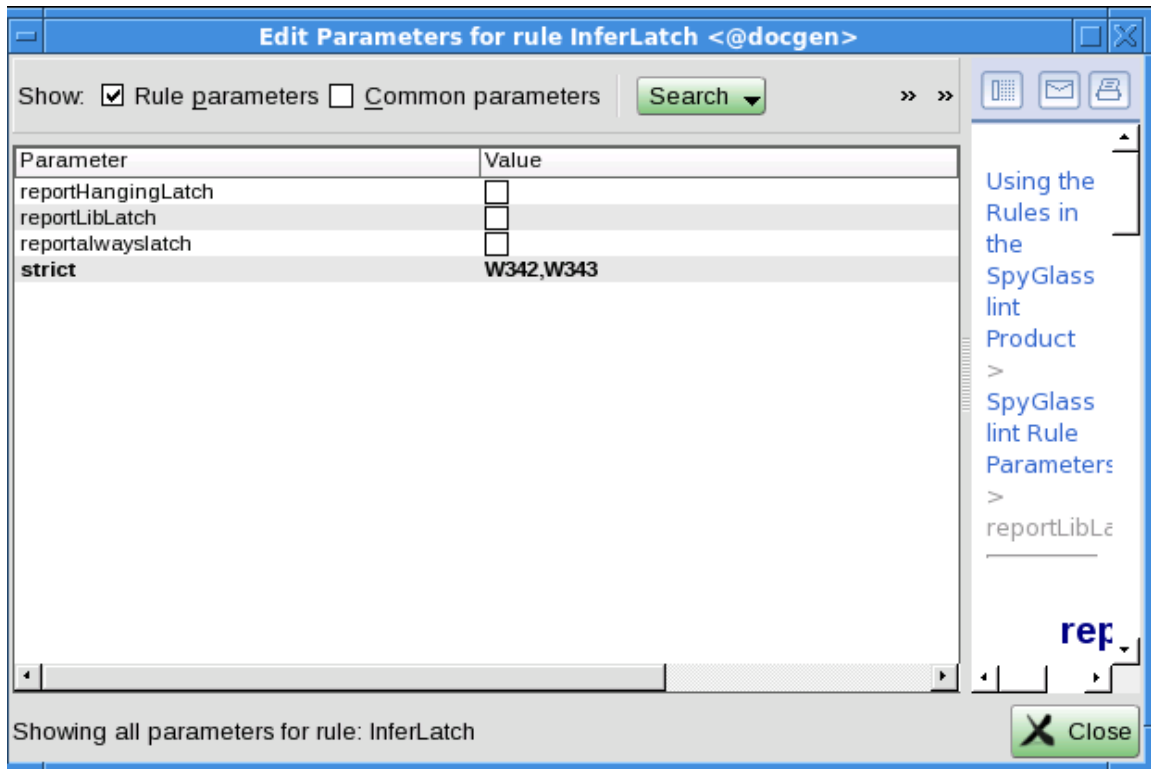 Edit Parameters for rule InferLatch <@docgen>
Show: Rule parameters Common parameters Search » »
Parameter Value
reportHangingLatch
reportLibLatch
reportalwayslatch
strict W342,W343
Using the
Rules in
the
SpyGlass
lint
Product
>
SpyGlass
lint Rule
Parameters
>
reportLibLa
rep
Showing all parameters for rule: InferLatch
Close